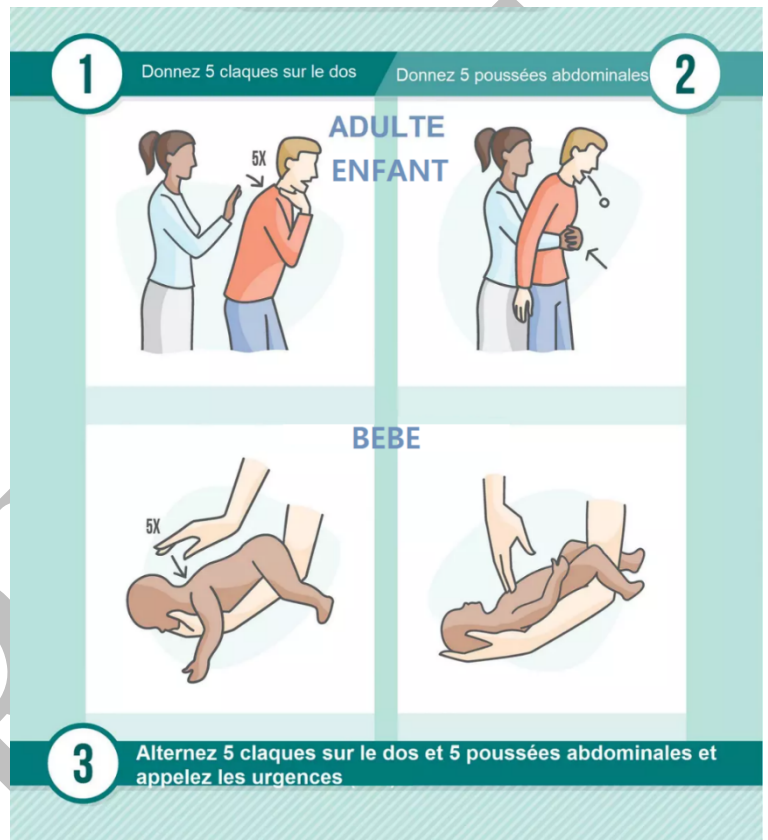 1
Donnez 5 claques sur le dos
Donnez 5 poussées abdominales
2
ADULTE
ENFANT
5X
BEBE
5X
3
Alternez 5 claques sur le dos et 5 poussées abdominales et
appelez les urgences